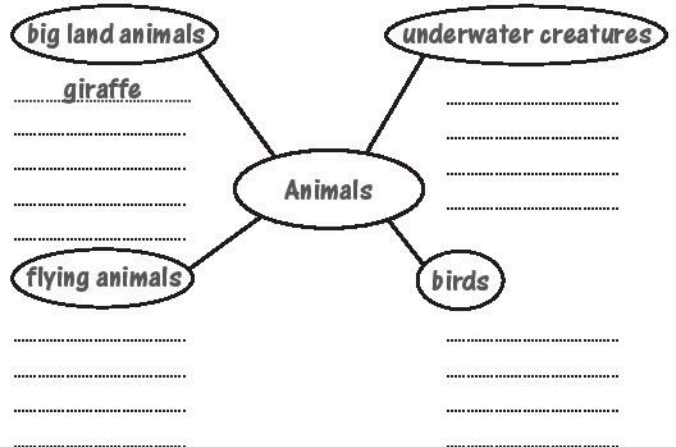 big land animals
underwater creatures
giraffe
Animals
flying animals
birds